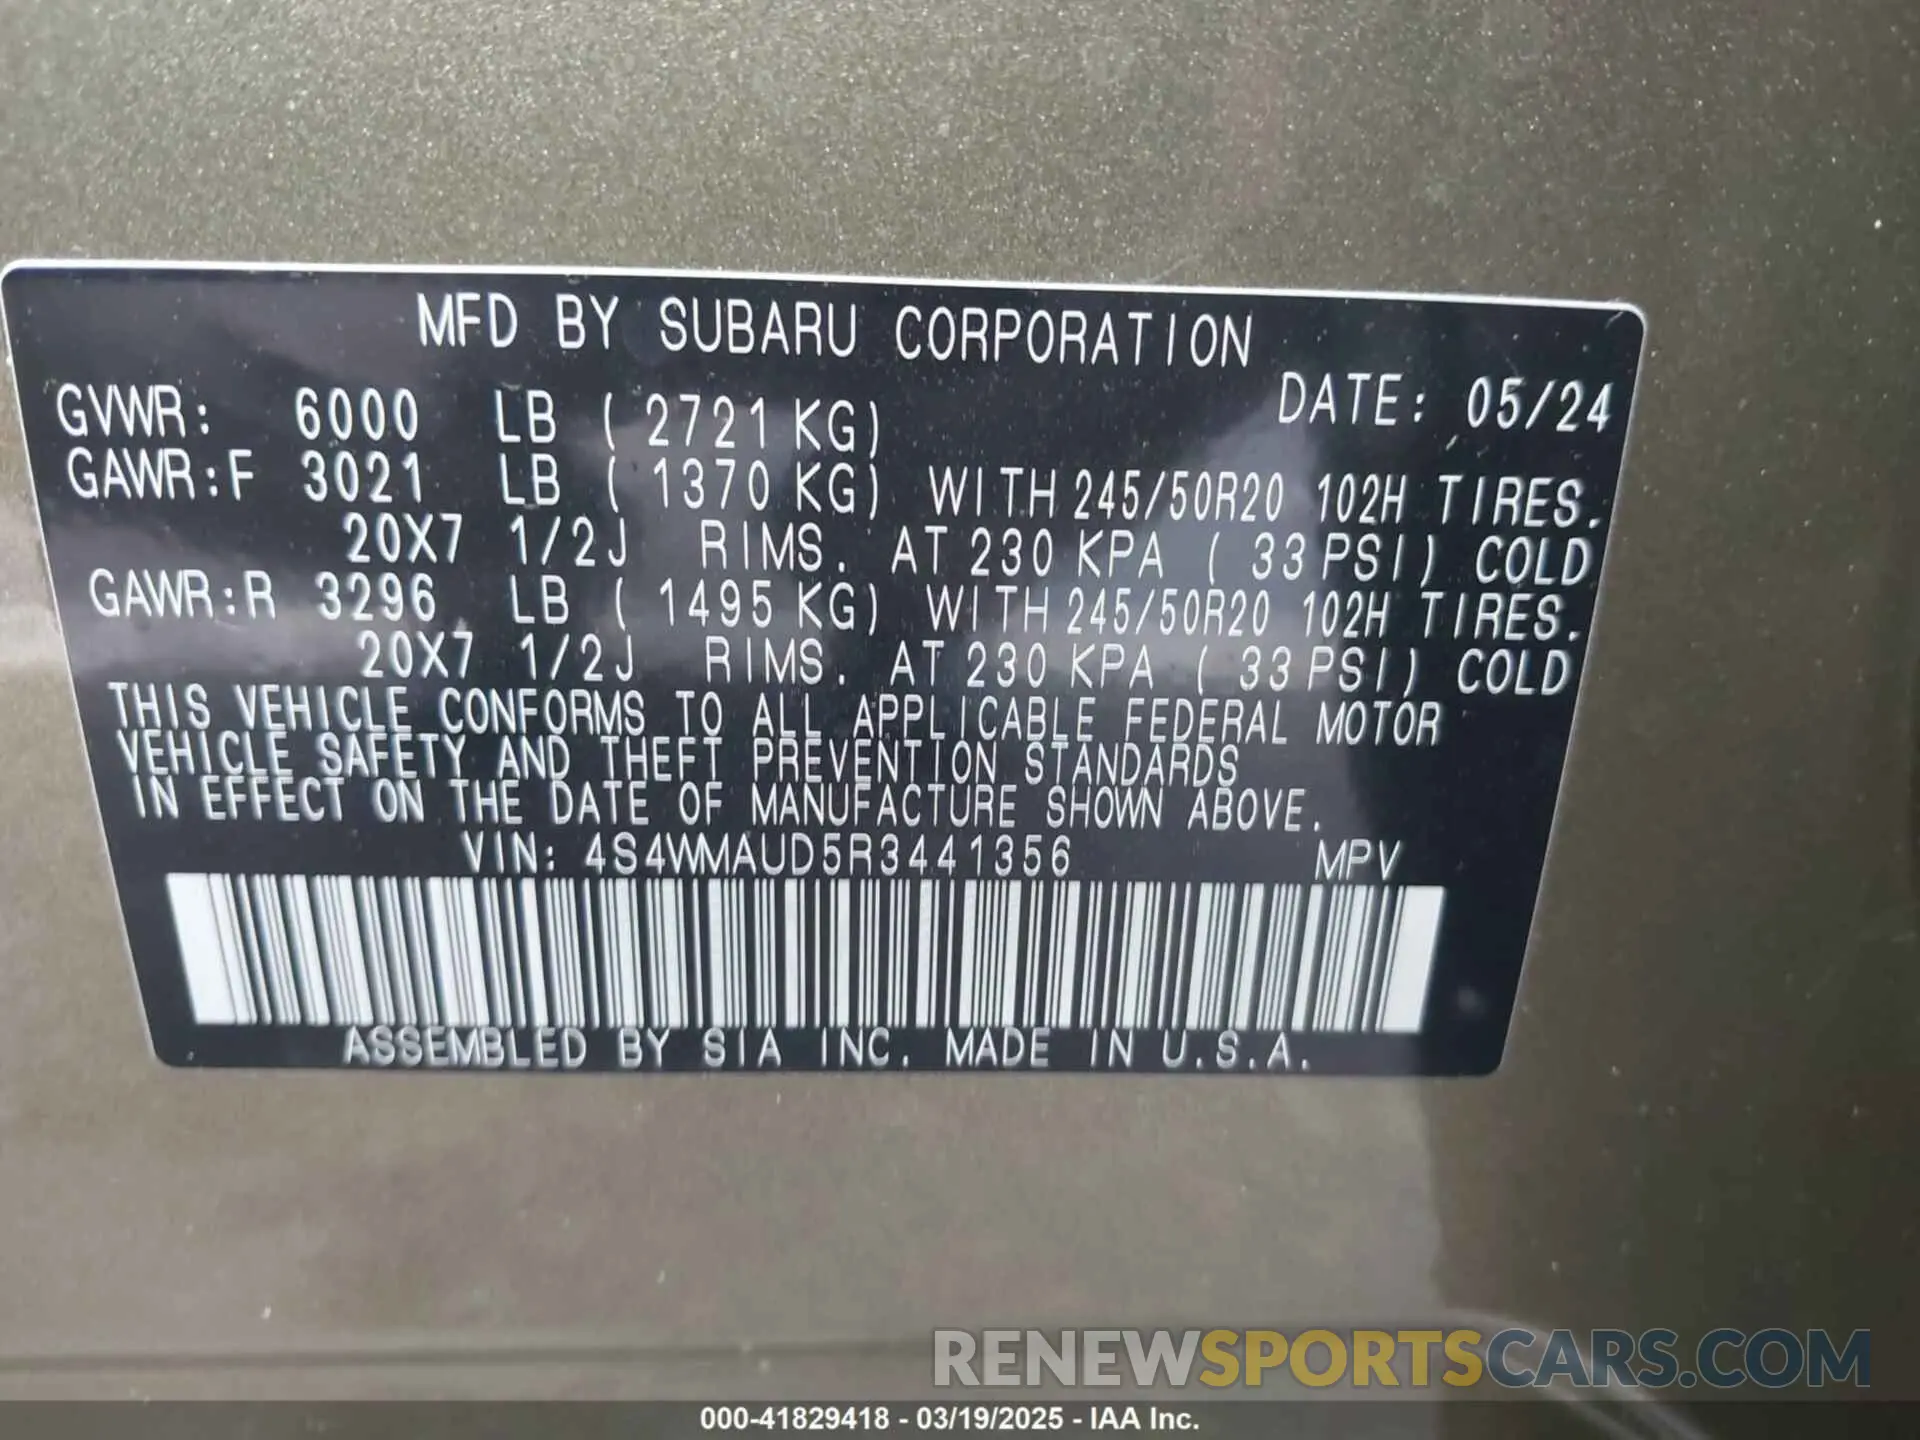 MFD BY SUBARU CORPORATION
DATE: 05/24
GVWR: 6000 LB ( 2721 KG)
GAWR:F 3021 LB ( 1370 KG) WITH 245/50R20 102H TIRES.
20X7 1/2J RIMS. AT 230 KPA ( 33 PSI) COLD
GAWR:R 3296 LB ( 1495 KG) WITH 245/50R20 102H TIRES.
20X7 1/2J RIMS. AT 230 KPA ( 33 PSI) COLD
THIS VEHICLE CONFORMS TO ALL APPLICABLE FEDERAL MOTOR
VEHICLE SAFETY AND THEFT PREVENTION STANDARDS
IN EFFECT ON THE DATE OF MANUFACTURE SHOWN ABOVE.
VIN: 4S4WMAUD5R3441356 MPV
ASSEMBLED BY SIA INC. MADE IN U.S.A.
RENEWSPORTSCARS.COM
000-41829418 - 03/19/2025 - IAA Inc.